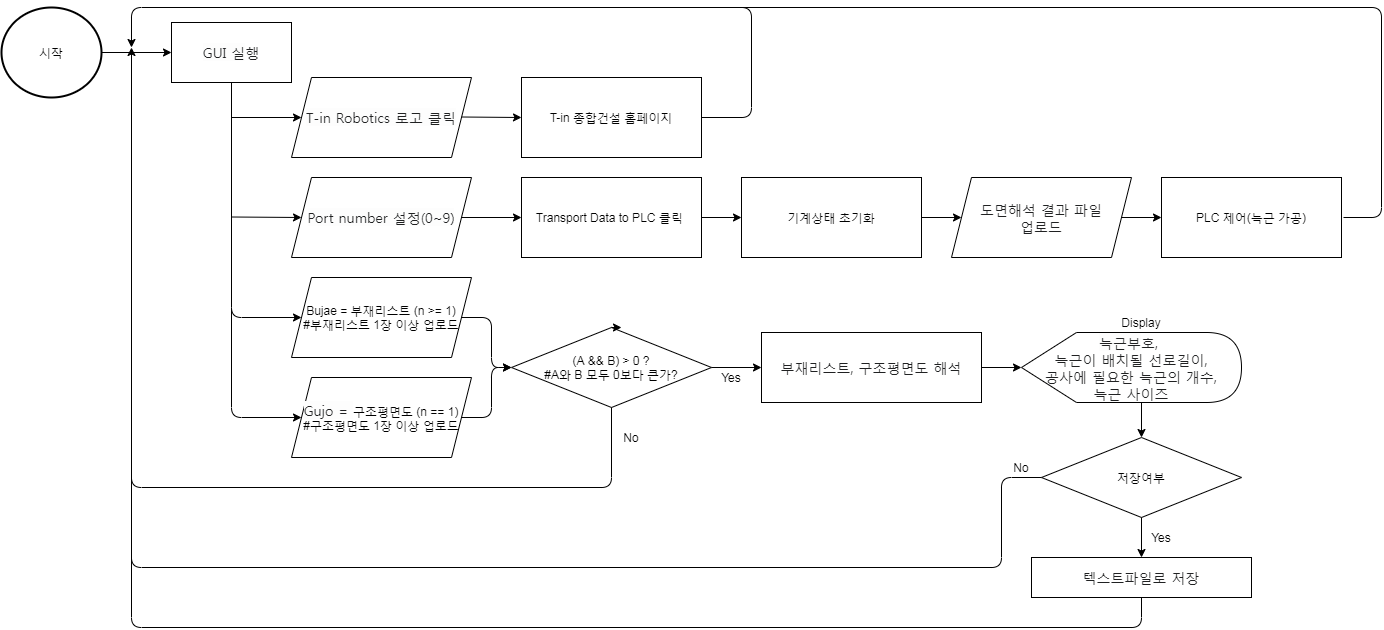 시작
GUI 실행
T-in Robotics 로고 클릭
T-in 종합건설 홈페이지
Port number 설정(0~9)
Transport Data to PLC 클릭
기계상태 초기화
도면해석 결과 파일
업로드
PLC 제어(늑근 가공)
Bujae = 부재리스트 (n >= 1)
#부재리스트 1장 이상 업로드
Gujo = 구조평면도 (n == 1)
#구조평면도 1장 이상 업로드
(A && B) > 0 ?
#A와 B 모두 0보다 큰가?
Yes
No
부재리스트, 구조평면도 해석
Display
늑근부호,
늑근이 배치될 선로길이,
공사에 필요한 늑근의 개수,
늑근 사이즈
저장여부
No
Yes
텍스트파일로 저장